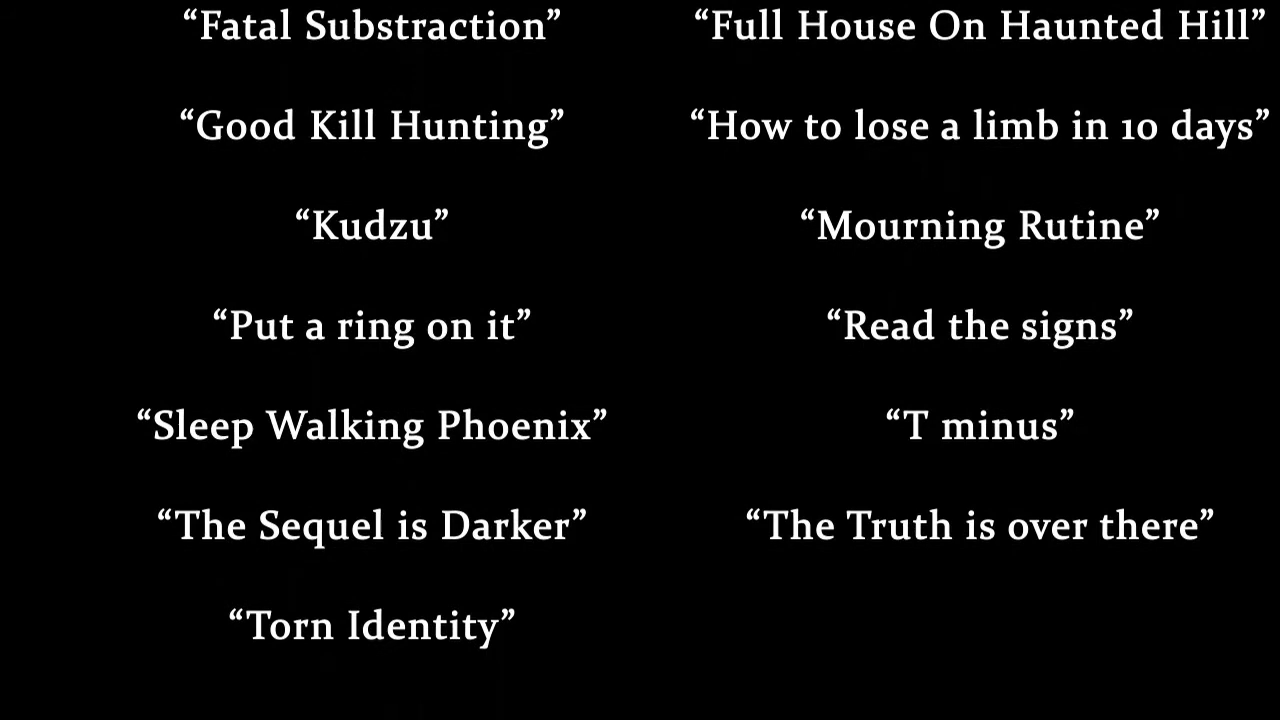 “Fatal Substraction”
“Full House On Haunted Hill”
“Good Kill Hunting”
“How to lose a limb in 10 days”
“Kudzu”
“Mourning Rutine”
“Put a ring on it”
“Read the signs”
“Sleep Walking Phoenix”
“T minus”
“The Sequel is Darker”
“The Truth is over there”
“Torn Identity”